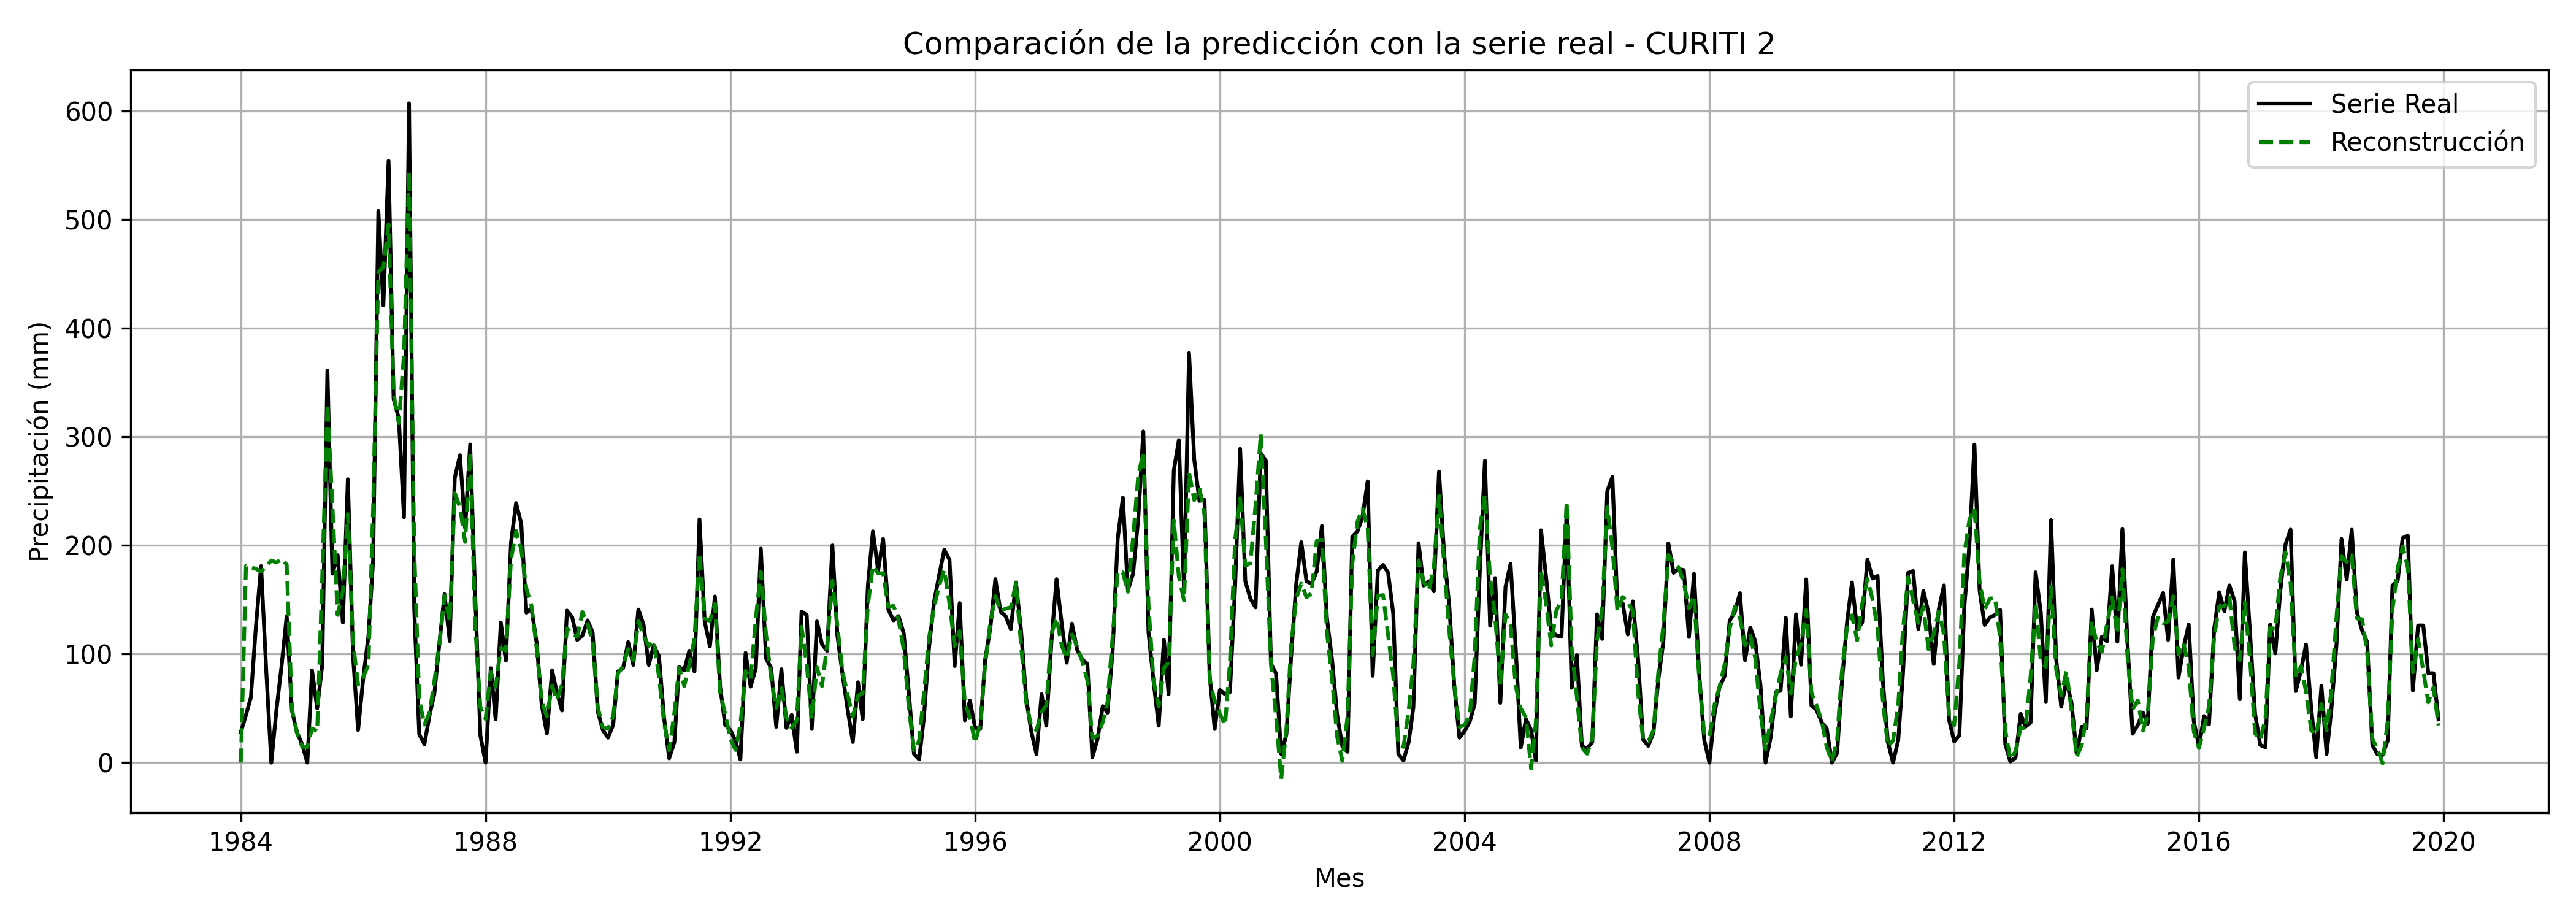 Comparación de la predicción con la serie real - CURITI 2
Serie Real
Reconstrucción
Precipitación (mm)
600
500
400
300
200
100
0
1984 1988 1992 1996 2000 2004 2008 2012 2016 2020
Mes